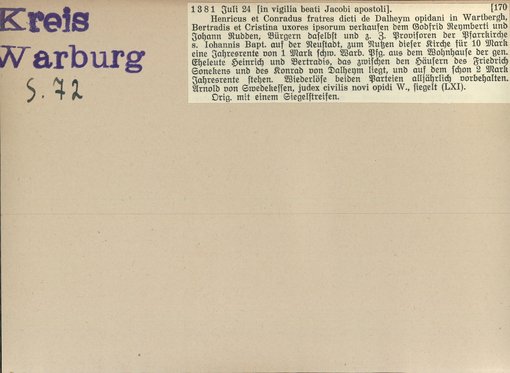 Kreis
Warburg
S. 72
1381 Juli 24 [in vigilia beati Jacobi apostoli]. [170
Henricus et Conradus fratres dicti de Dalheym opidani in Wartbergh,
Bertradis et Cristina uxores ipsorum verkaufen dem Godfrid Reymberti und
Johann Rudden, Bürgern daselbst und z. Z. Provisoren der Pfarrkirche
s. Iohannis Bapt. auf der Neustadt, zum Nutzen dieser Kirche für 10 Mark
eine Jahresrente von 1 Mark schw. Warb. Pfg. aus dem Wohnhause der gen.
Eheleute Heinrich und Bertradis, das zwischen den Häusern des Friedrich
Sonekens und des Konrad von Dalheym liegt, und auf dem schon 2 Mark
Jahresrente stehen. Wiederlöse beiden Parteien alljährlich vorbehalten.
Arnold von Swedekessen, judex civilis novi opidi W., siegelt (LXI).
Orig. mit einem Siegelstreifen.